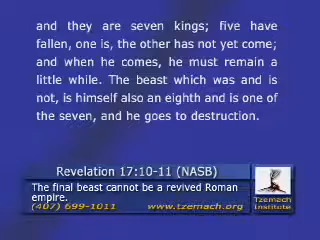 and they are seven kings; five have
fallen, one is, the other has not yet come;
and when he comes, he must remain a
little while. The beast which was and is
not, is himself also an eighth and is one of
the seven, and he goes to destruction.
Revelation 17:10-11 (NASB)
The final beast cannot be a revived Roman
empire.
(407) 699-1011 www.tzemach.org
Tzemach
Institute